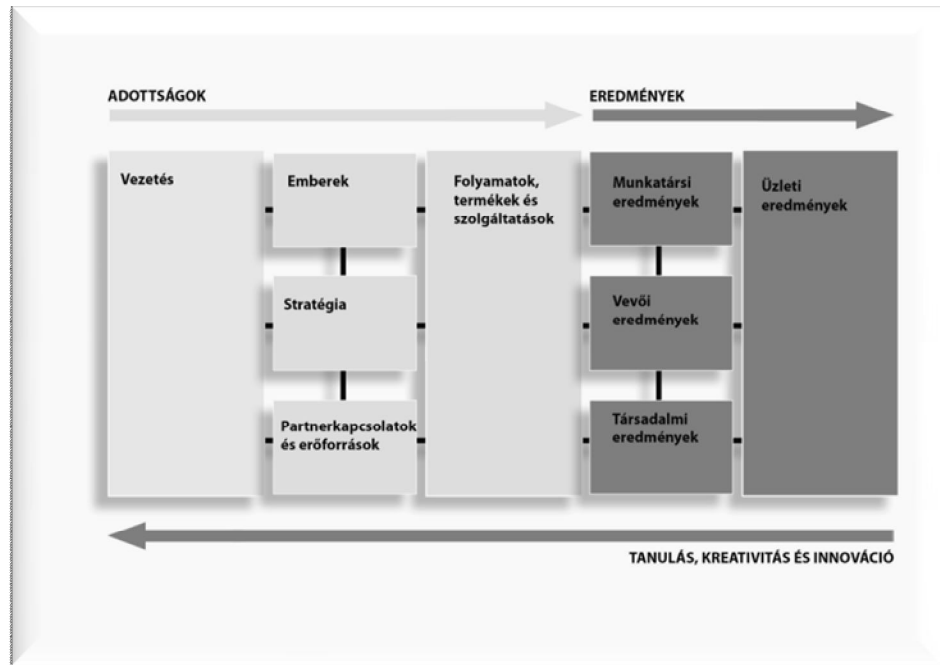 ADOTTSÁGOK
EREDMÉNYEK
Vezetés
Emberek
Stratégia
Partnerkapcsolatok
és erőforrások
Folyamatok,
termékek és
szolgáltatások
Munkatársi
eredmények
Vevői
eredmények
Társadalmi
eredmények
Üzleti
eredmények
TANULÁS, KREATIVITÁS ÉS INNOVÁCIÓ